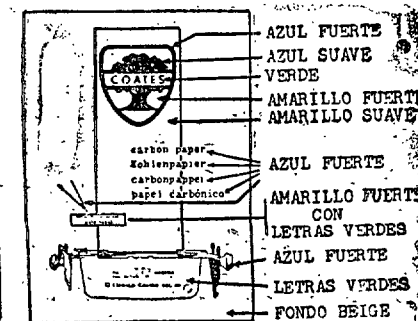 AZUL FUERTE
AZUL SUAVE
COATES
VERDE
AMARILLO FUERTE
AMARILLO SUAVE
carbon paper
Kohlenpapier
carbonpapper
papel carbónico
AZUL FUERTE
AMARILLO FUERTE
CON
LETRAS VERDES
AZUL FUERTE
LETRAS VERDES
FONDO BEIGE